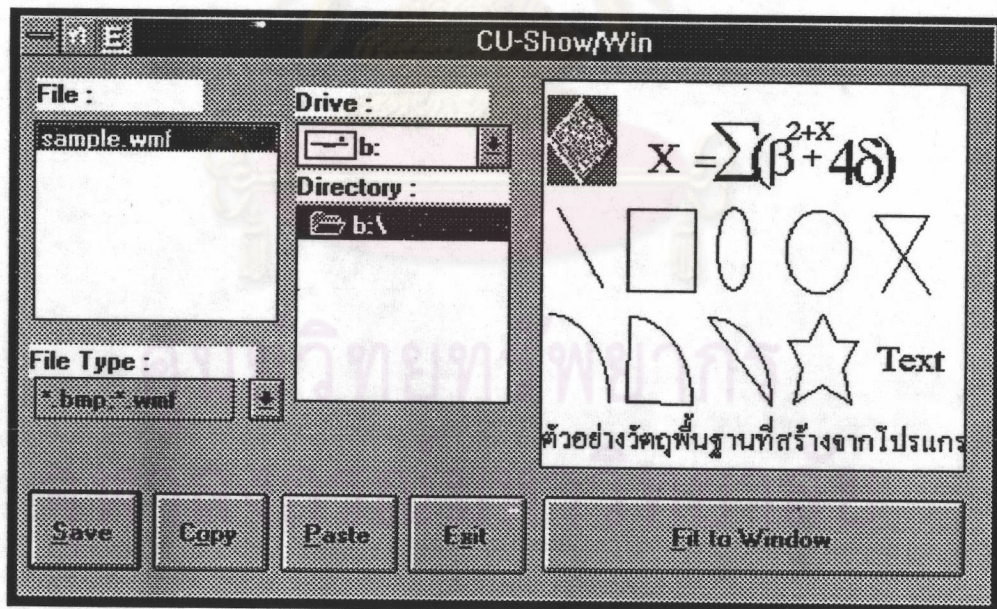 ก E CU-Show/Win
File :
sample.wmf
File Type :
*.bmp;*.wmf
Drive :
b:
Directory :
b:\
X = Σ(β^2+X + 4δ)
Text
ตัวอย่างวัตถุพื้นฐานที่สร้างจากโปรแกร
Save Copy Paste Exit Fit to Window